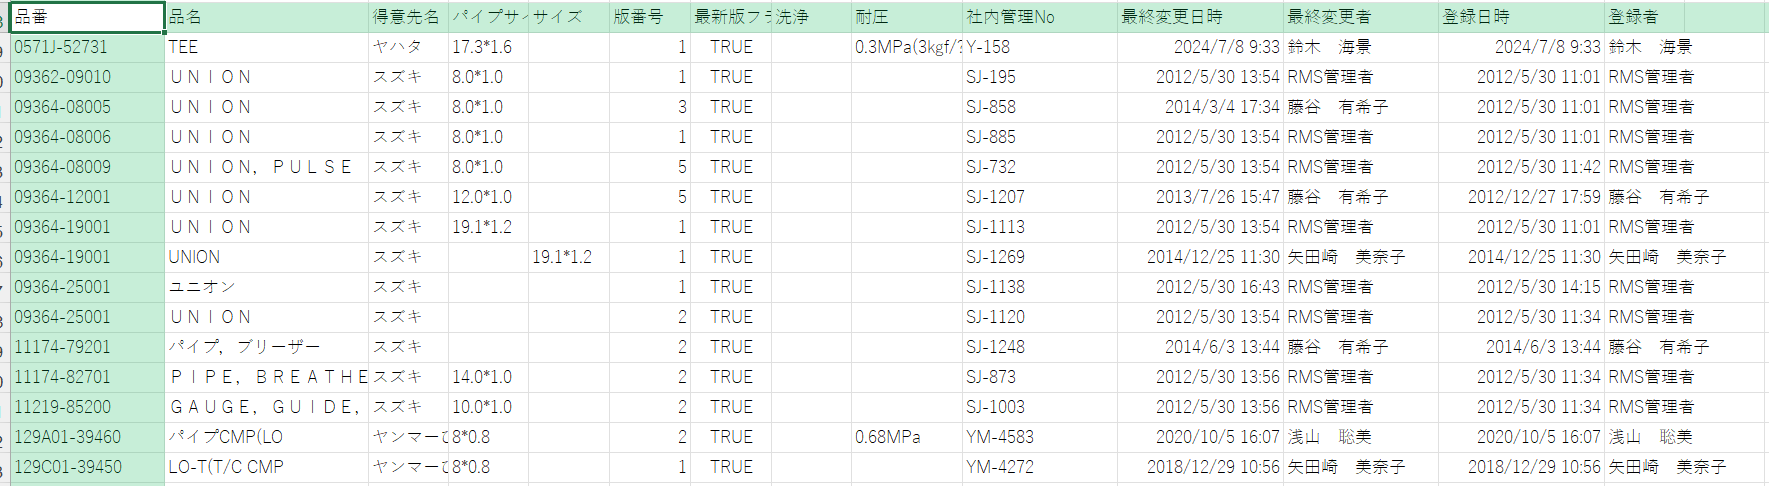 品番 品名 得意先名 パイプサイ サイズ 版番号 最新版フラ 洗浄 耐圧 社内管理No 最終変更日時 最終変更者 登録日時 登録者
0571J-52731 TEE ヤハタ 17.3*1.6 1 TRUE 0.3MPa(3kgf/? Y-158 2024/7/8 9:33 鈴木　海景 2024/7/8 9:33 鈴木　海景
09362-09010 ＵＮＩＯＮ スズキ 8.0*1.0 1 TRUE SJ-195 2012/5/30 13:54 RMS管理者 2012/5/30 11:01 RMS管理者
09364-08005 ＵＮＩＯＮ スズキ 8.0*1.0 3 TRUE SJ-858 2014/3/4 17:34 藤谷　有希子 2012/5/30 11:01 RMS管理者
09364-08006 ＵＮＩＯＮ スズキ 8.0*1.0 1 TRUE SJ-885 2012/5/30 13:54 RMS管理者 2012/5/30 11:01 RMS管理者
09364-08009 ＵＮＩＯＮ，ＰＵＬＳＥ スズキ 8.0*1.0 5 TRUE SJ-732 2012/5/30 13:54 RMS管理者 2012/5/30 11:42 RMS管理者
09364-12001 ＵＮＩＯＮ スズキ 12.0*1.0 5 TRUE SJ-1207 2013/7/26 15:47 藤谷　有希子 2012/12/27 17:59 藤谷　有希子
09364-19001 ＵＮＩＯＮ スズキ 19.1*1.2 1 TRUE SJ-1113 2012/5/30 13:54 RMS管理者 2012/5/30 11:01 RMS管理者
09364-19001 UNION スズキ 19.1*1.2 1 TRUE SJ-1269 2014/12/25 11:30 矢田崎　美奈子 2014/12/25 11:30 矢田崎　美奈子
09364-25001 ユニオン スズキ 1 TRUE SJ-1138 2012/5/30 16:43 RMS管理者 2012/5/30 14:15 RMS管理者
09364-25001 ＵＮＩＯＮ スズキ 2 TRUE SJ-1120 2012/5/30 13:54 RMS管理者 2012/5/30 11:34 RMS管理者
11174-79201 パイプ，ブリーザー スズキ 2 TRUE SJ-1248 2014/6/3 13:44 藤谷　有希子 2014/6/3 13:44 藤谷　有希子
11174-82701 ＰＩＰＥ，ＢＲＥＡＴＨＥ スズキ 14.0*1.0 2 TRUE SJ-873 2012/5/30 13:56 RMS管理者 2012/5/30 11:34 RMS管理者
11219-85200 ＧＡＵＧＥ，ＧＵＩＤＥ， スズキ 10.0*1.0 2 TRUE SJ-1003 2012/5/30 13:56 RMS管理者 2012/5/30 11:34 RMS管理者
129A01-39460 パイプCMP(LO ヤンマー 8*0.8 2 TRUE 0.68MPa YM-4583 2020/10/5 16:07 浅山　聡美 2020/10/5 16:07 浅山　聡美
129C01-39450 LO-T(T/C CMP ヤンマー 8*0.8 1 TRUE YM-4272 2018/12/29 10:56 矢田崎　美奈子 2018/12/29 10:56 矢田崎　美奈子